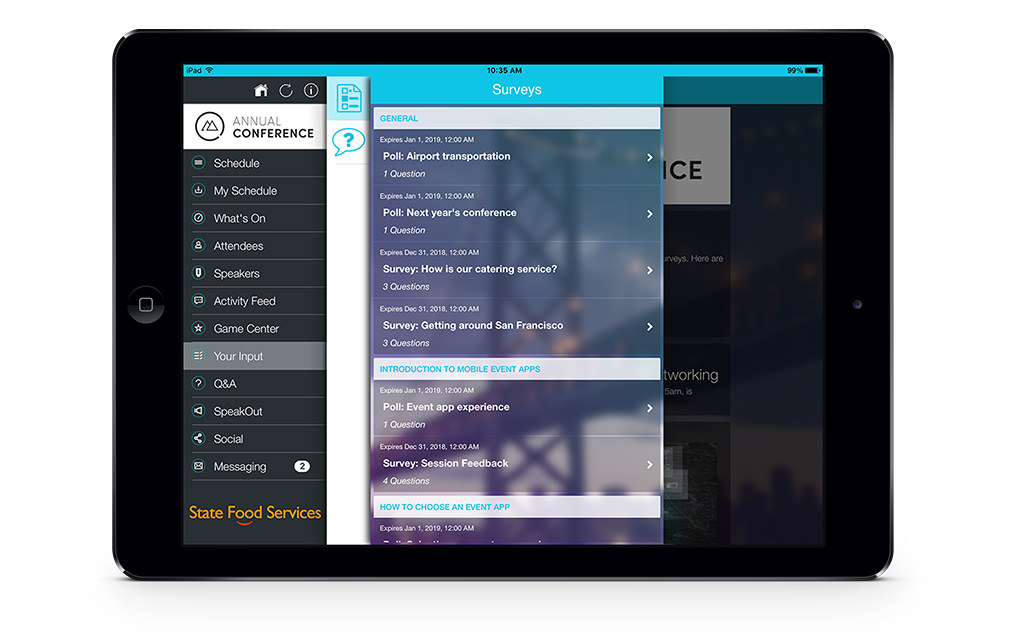 iPad
10:35 AM
99%
Surveys
ANNUAL
CONFERENCE
Schedule
My Schedule
What's On
Attendees
Speakers
Activity Feed
Game Center
Your Input
Q&A
SpeakOut
Social
Messaging
2
State Food Services
GENERAL
Expires Jan 1, 2019, 12:00 AM
Poll: Airport transportation
1 Question
Expires Jan 1, 2019, 12:00 AM
Poll: Next year's conference
1 Question
Expires Dec 31, 2018, 12:00 AM
Survey: How is our catering service?
3 Questions
Expires Dec 31, 2018, 12:00 AM
Survey: Getting around San Francisco
3 Questions
INTRODUCTION TO MOBILE EVENT APPS
Expires Jan 1, 2019, 12:00 AM
Poll: Event app experience
1 Question
Expires Dec 31, 2018, 12:00 AM
Survey: Session Feedback
4 Questions
HOW TO CHOOSE AN EVENT APP
Expires Jan 1, 2019, 12:00 AM
ICE
urveys. Here are
tworking
5am, is